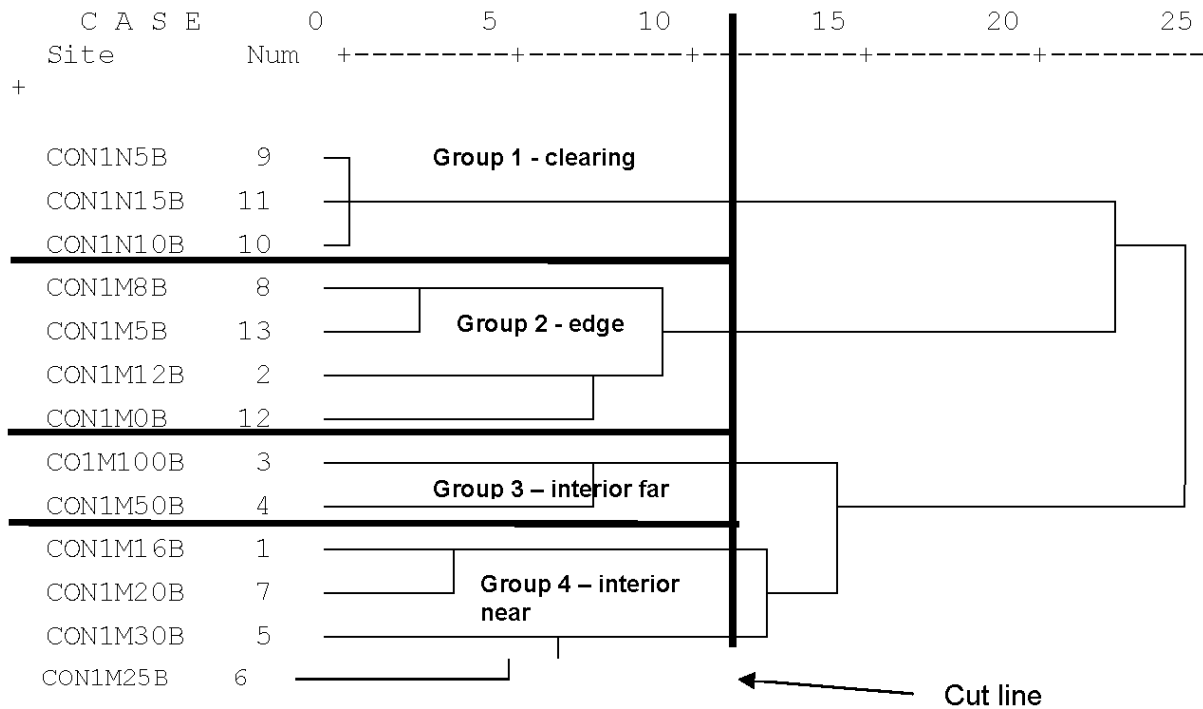 C A S E 0 5 10 15 20 25
Site Num +---------+---------+---------+---------+---------
+
CON1N5B 9 Group 1 - clearing
CON1N15B 11
CON1N10B 10
CON1M8B 8
CON1M5B 13 Group 2 - edge
CON1M12B 2
CON1M0B 12
CO1M100B 3
CON1M50B 4 Group 3 – interior far
CON1M16B 1
CON1M20B 7 Group 4 – interior
near
CON1M30B 5
CON1M25B 6
Cut line